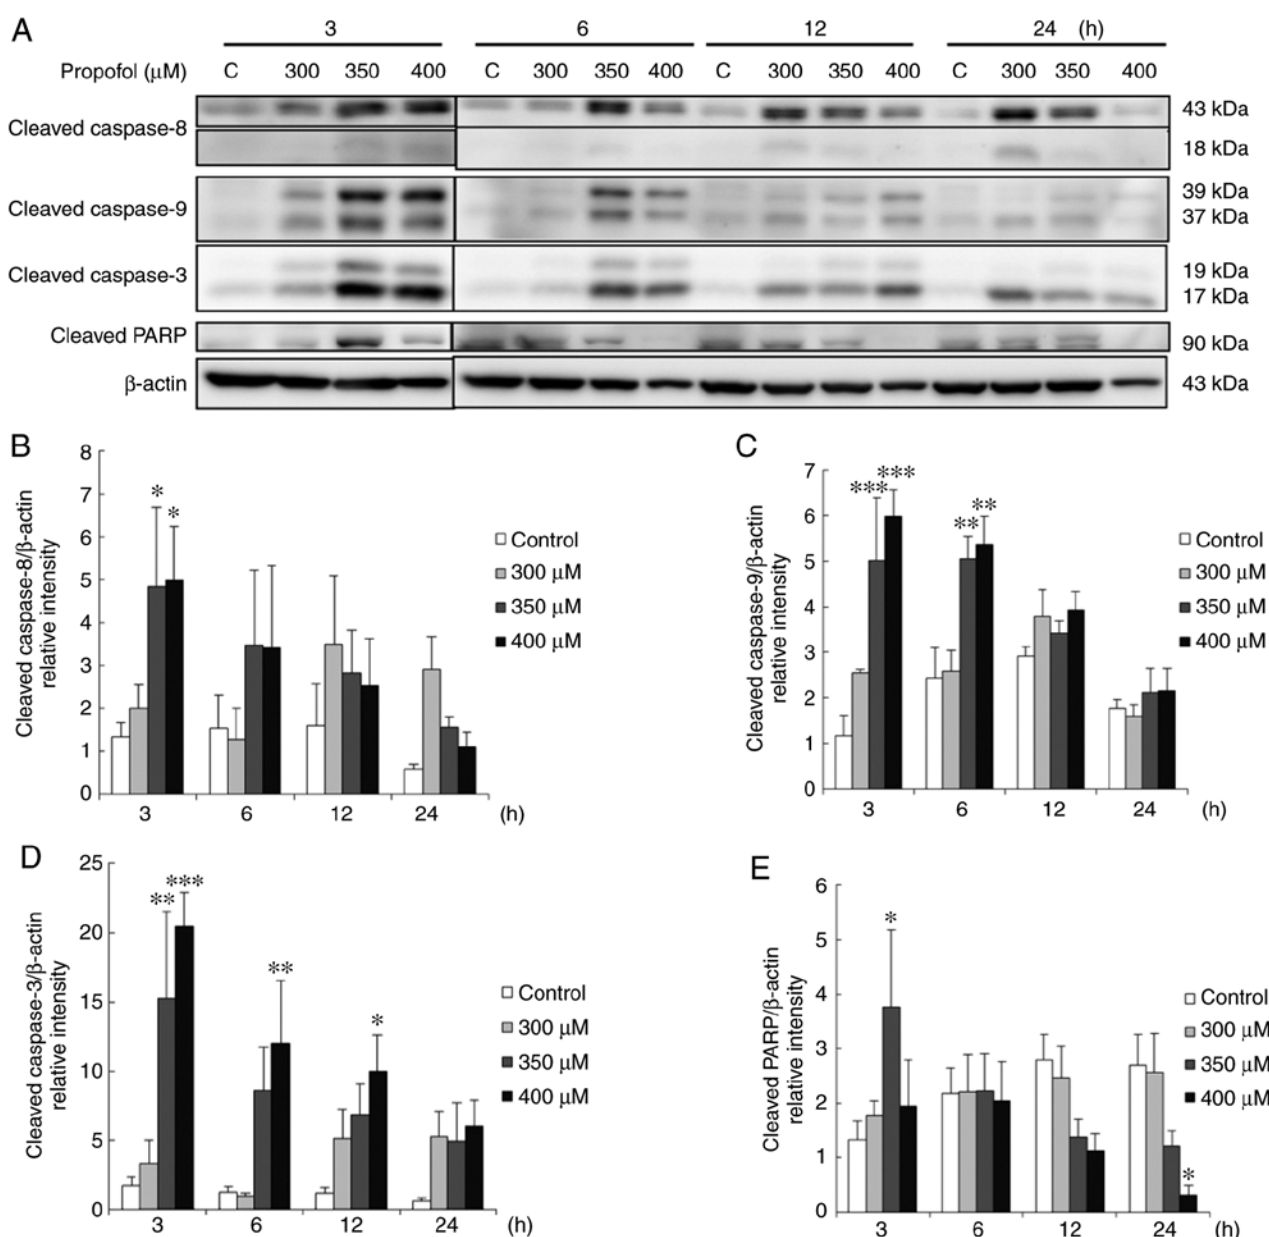 A
3 6 12 24 (h)
Propofol (μM) C 300 350 400 C 300 350 400 C 300 350 400 C 300 350 400
Cleaved caspase-8 43 kDa
18 kDa
Cleaved caspase-9 39 kDa
37 kDa
Cleaved caspase-3 19 kDa
17 kDa
Cleaved PARP 90 kDa
β-actin 43 kDa
B
Cleaved caspase-8/β-actin
relative intensity
8
7
6
5
4
3
2
1
0
* *
3 6 12 24 (h)
Control
300 μM
350 μM
400 μM
C
Cleaved caspase-9/β-actin
relative intensity
7
6
5
4
3
2
1
0
*** *** ** **
3 6 12 24 (h)
Control
300 μM
350 μM
400 μM
D
Cleaved caspase-3/β-actin
relative intensity
25
20
15
10
5
0
** *** ** *
3 6 12 24 (h)
Control
300 μM
350 μM
400 μM
E
Cleaved PARP/β-actin
relative intensity
6
5
4
3
2
1
0
* *
3 6 12 24 (h)
Control
300 μM
350 μM
400 μM